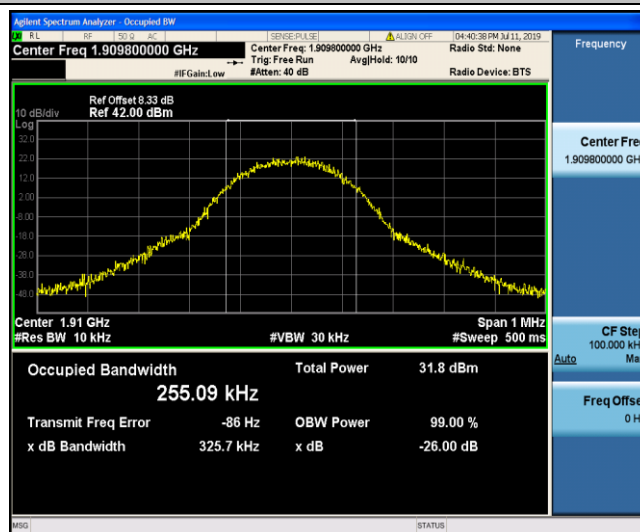 Agilent Spectrum Analyzer - Occupied BW
RL RF 50 Ω AC SENSE:PULSE ALIGN OFF 04:40:38 PM Jul 11, 2019
Center Freq 1.909800000 GHz Center Freq: 1.909800000 GHz Radio Std: None Frequency
Trig: Free Run Avg|Hold: 10/10
#IFGain:Low #Atten: 40 dB Radio Device: BTS
Ref Offset 8.33 dB
10 dB/div Ref 42.00 dBm
Log
32.0
22.0
12.0
2.00
-8.00
-18.0
-28.0
-38.0
-48.0
Center Fre
1.909800000 GH
Center 1.91 GHz Span 1 MHz
#Res BW 10 kHz #VBW 30 kHz #Sweep 500 ms
CF Step
100.000 kH
Auto Ma
Occupied Bandwidth Total Power 31.8 dBm
255.09 kHz
Transmit Freq Error -86 Hz OBW Power 99.00 %
x dB Bandwidth 325.7 kHz x dB -26.00 dB
Freq Offse
0 H
MSG STATUS